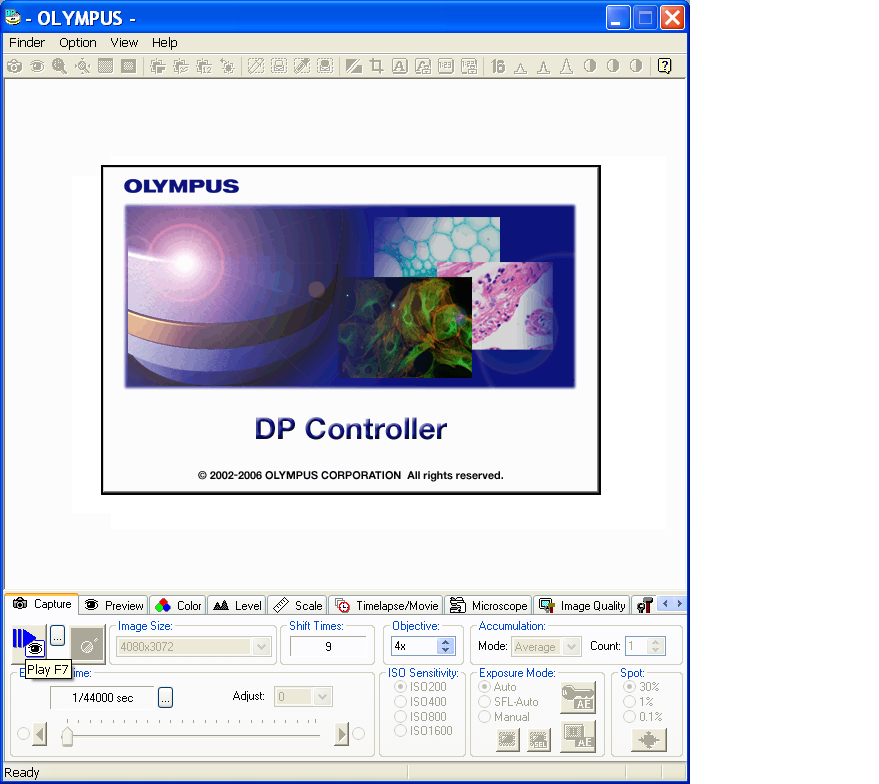 - OLYMPUS -
Finder Option View Help
OLYMPUS
DP Controller
© 2002-2006 OLYMPUS CORPORATION All rights reserved.
Capture Preview Color Level Scale Timelapse/Movie Microscope Image Quality
Image Size: Shift Times: Objective: Accumulation:
4080x3072 9 4x Mode: Average Count: 1
Play F7
ime: ISO Sensitivity: Exposure Mode: Spot:
1/44000 sec ... Adjust: 0
ISO200 Auto 30%
ISO400 SFL-Auto 1%
ISO800 Manual 0.1%
ISO1600
AE
SEL AE
Ready